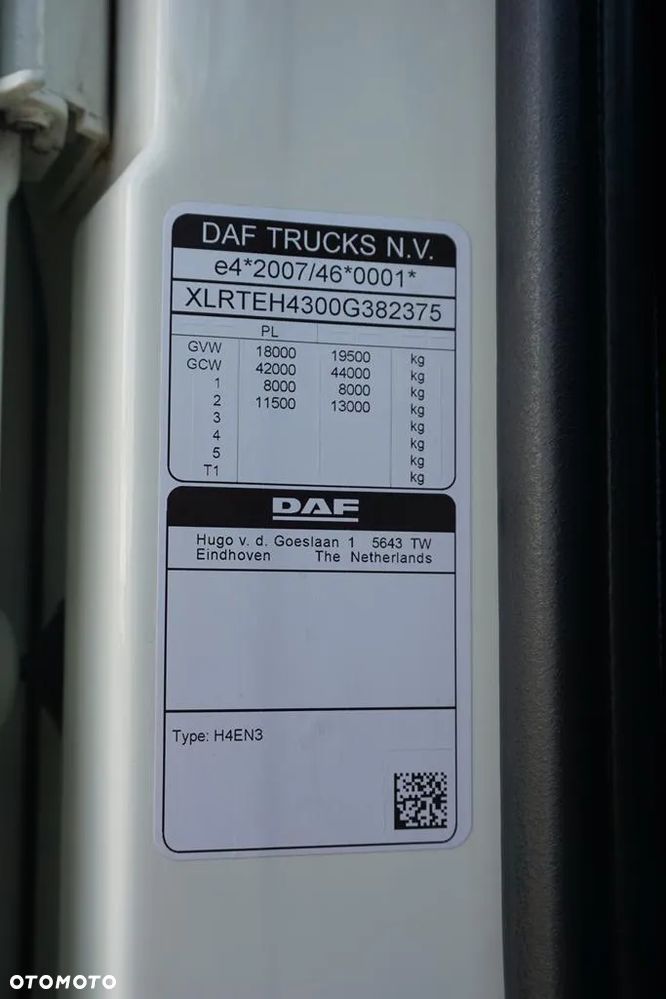 DAF TRUCKS N.V.
e4*2007/46*0001*
XLRTEH4300G382375
PL
GVW 18000 19500 kg
GCW 42000 44000 kg
1 8000 8000 kg
2 11500 13000 kg
3 kg
4 kg
5 kg
T1 kg
DAF
Hugo v. d. Goeslaan 1 5643 TW
Eindhoven The Netherlands
Type: H4EN3
OTOMOTO